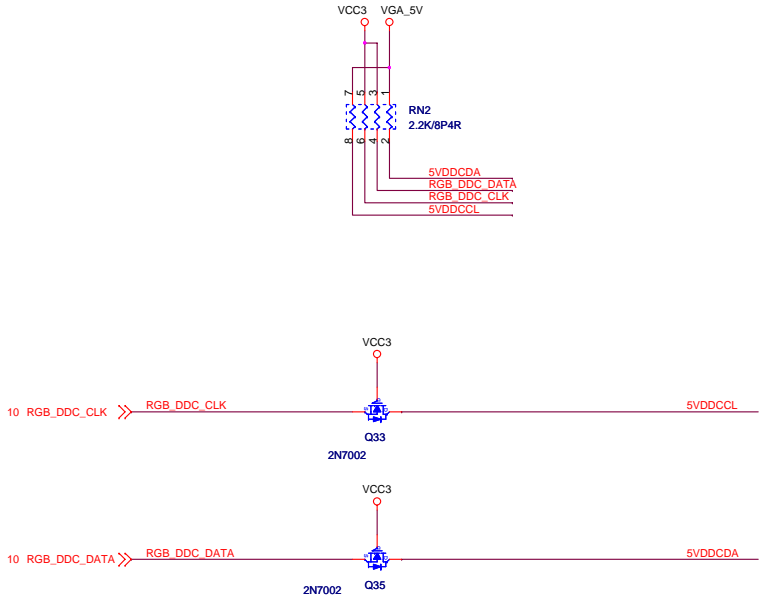 VCC3 VGA_5V
7 5 3 1
RN2
2.2K/8P4R
8 6 4 2
5VDDCDA
RGB_DDC_DATA
RGB_DDC_CLK
5VDDCCL
VCC3
10 RGB_DDC_CLK RGB_DDC_CLK 5VDDCCL
Q33
2N7002
VCC3
10 RGB_DDC_DATA RGB_DDC_DATA 5VDDCDA
Q35
2N7002